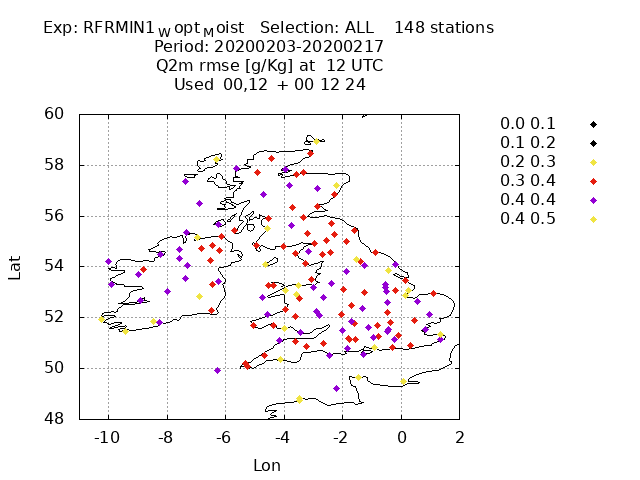 Exp: RFRMIN1WoptMoist Selection: ALL 148 stations
Period: 20200203-20200217
Q2m rmse [g/Kg] at 12 UTC
Used 00,12 + 00 12 24
60
58
56
54
52
50
48
Lat
-10 -8 -6 -4 -2 0 2
Lon
0.0 0.1
0.1 0.2
0.2 0.3
0.3 0.4
0.4 0.4
0.4 0.5